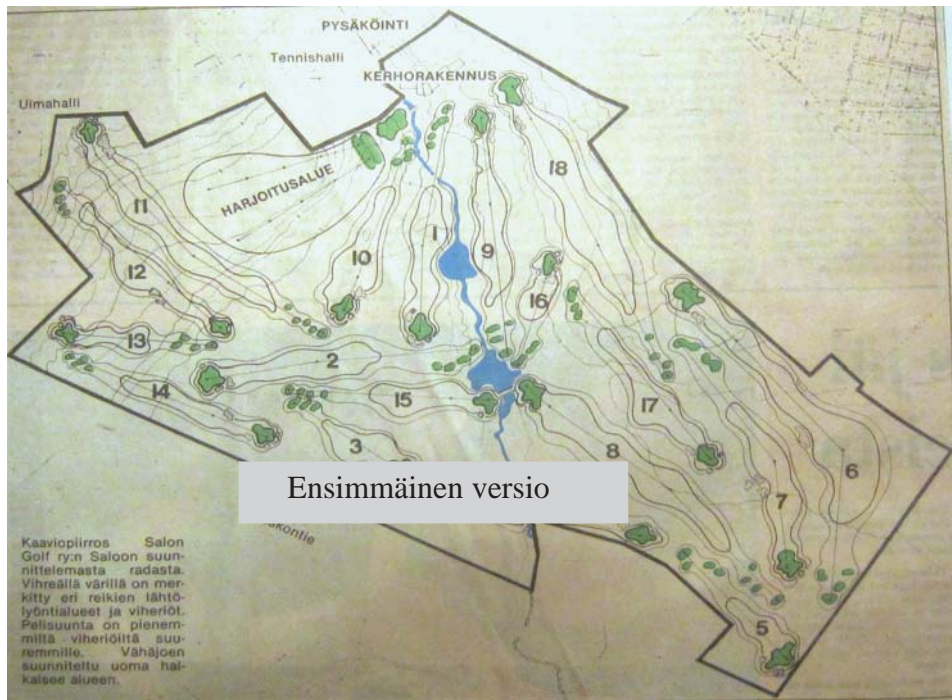 PYSÄKÖINTI
Tennishalli
KERHORAKENNUS
Uimahalli
18
HARJOITUSALUE
11
1
10
9
12
16
13
2
14
15
17
3
8
7
6
Ensimmäinen versio
Kaaviopiirros Salon
Golf ry:n Saloon suun-
nittelemasta radasta.
Vihreällä värillä on mer-
kitty eri reikien lähtö-
lyöntialueet ja viheriöt.
Pelisuunta on pienem-
miltä viheriöiltä suu-
remmille. Vähäjoen
suunniteltu uoma hal-
kaisee alueen.
5